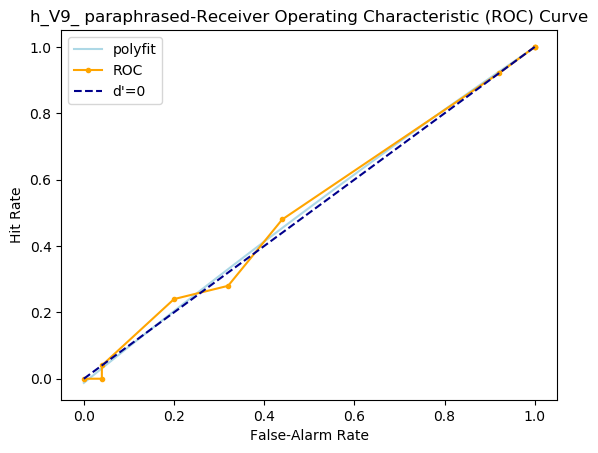 h_V9_ paraphrased-Receiver Operating Characteristic (ROC) Curve
polyfit
ROC
d'=0
1.0
0.8
0.6
0.4
0.2
0.0
Hit Rate
0.0 0.2 0.4 0.6 0.8 1.0
False-Alarm Rate